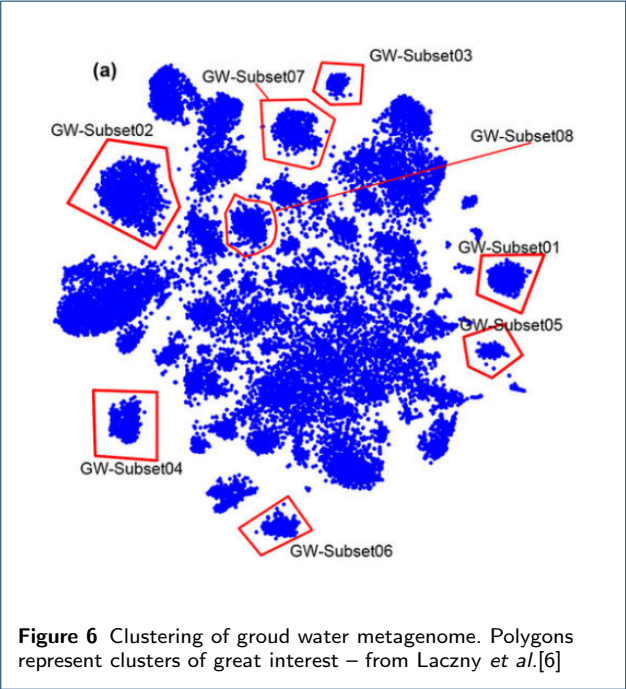 (a)
GW-Subset03
GW-Subset07
GW-Subset02
GW-Subset08
GW-Subset01
GW-Subset05
GW-Subset04
GW-Subset06
Figure 6 Clustering of groud water metagenome. Polygons
represent clusters of great interest – from Laczny et al.[6]